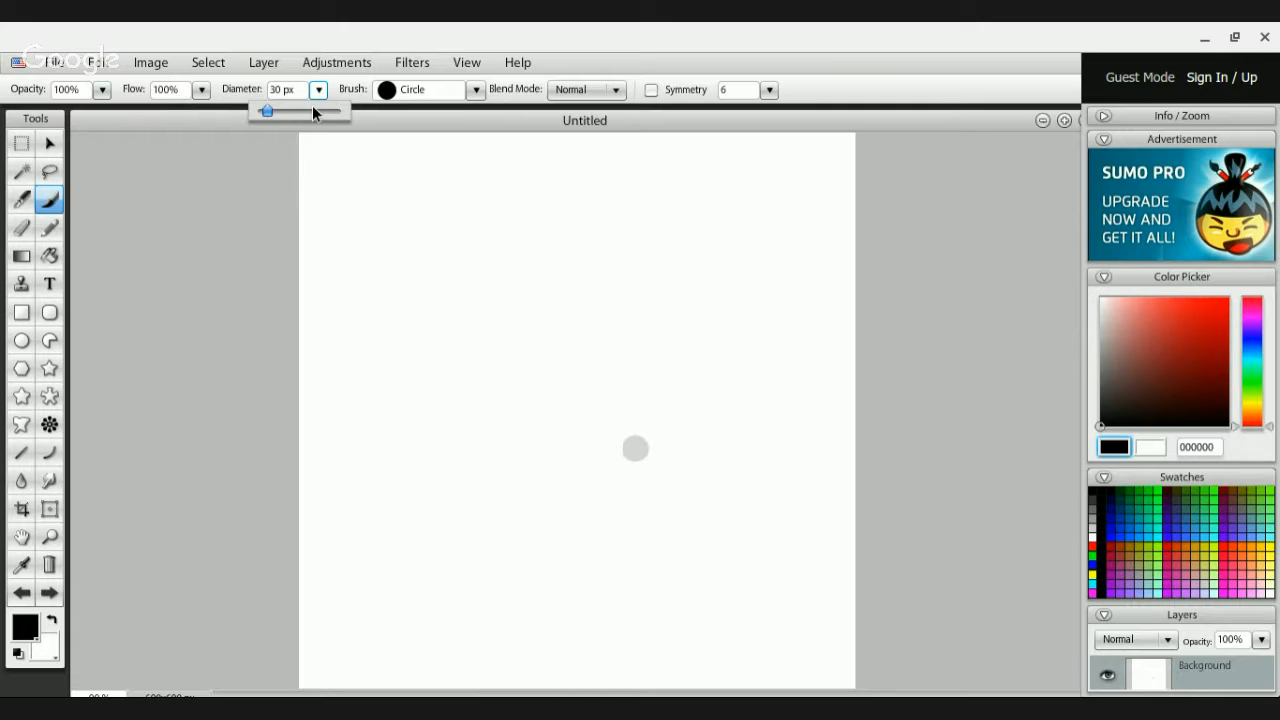 Google
File Edit Image Select Layer Adjustments Filters View Help
Guest Mode Sign In / Up
Opacity: 100% Flow: 100% Diameter: 30 px Brush: Circle Blend Mode: Normal Symmetry 6
Tools
Untitled
Info / Zoom
Advertisement
SUMO PRO
UPGRADE
NOW AND
GET IT ALL!
T
Color Picker
000000
Swatches
Layers
Normal Opacity: 100%
Background